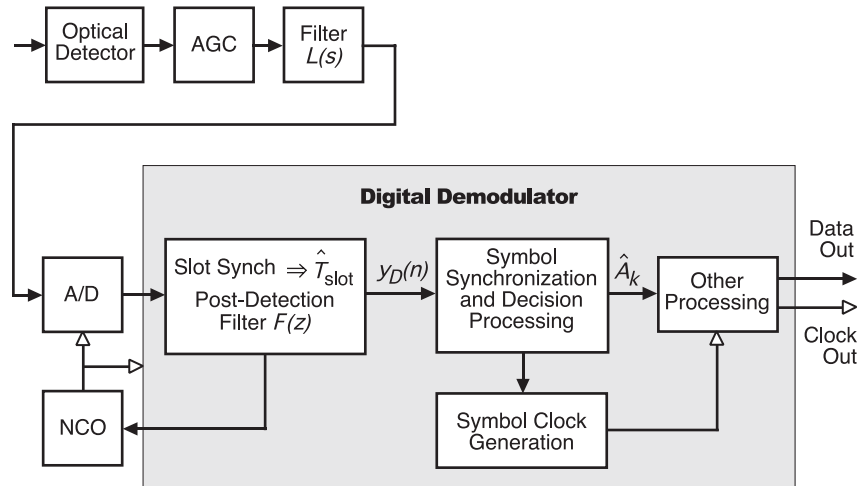 Optical
Detector
AGC
Filter
L(s)
Digital Demodulator
A/D
Slot Synch ⇒ T̂slot
Post-Detection
Filter F(z)
yD(n)
Symbol
Synchronization
and Decision
Processing
Âk
Other
Processing
Data
Out
Clock
Out
NCO
Symbol Clock
Generation